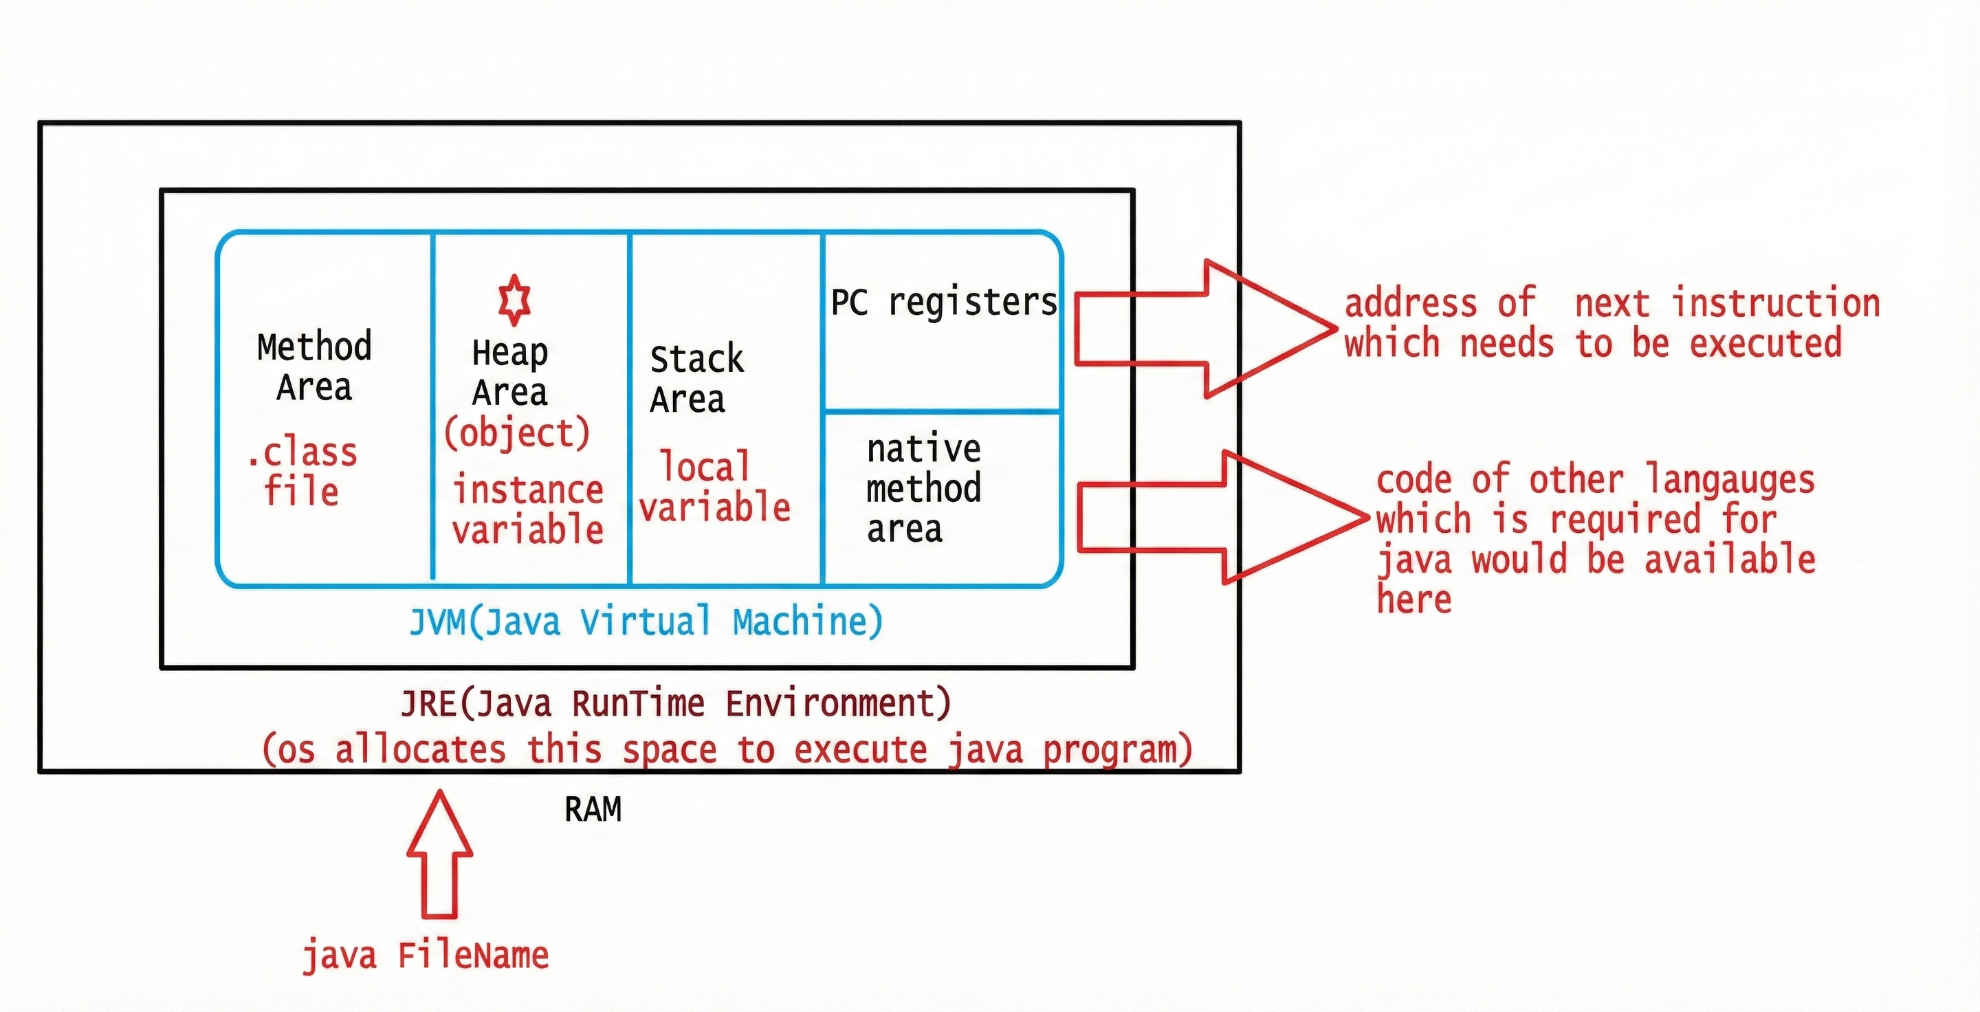 Method
Area
.class
file
Heap
Area
(object)
instance
variable
Stack
Area
local
variable
PC registers
native
method
area
address of next instruction
which needs to be executed
code of other langauges
which is required for
java would be available
here
JVM(Java Virtual Machine)
JRE(Java RunTime Environment)
(os allocates this space to execute java program)
RAM
java FileName